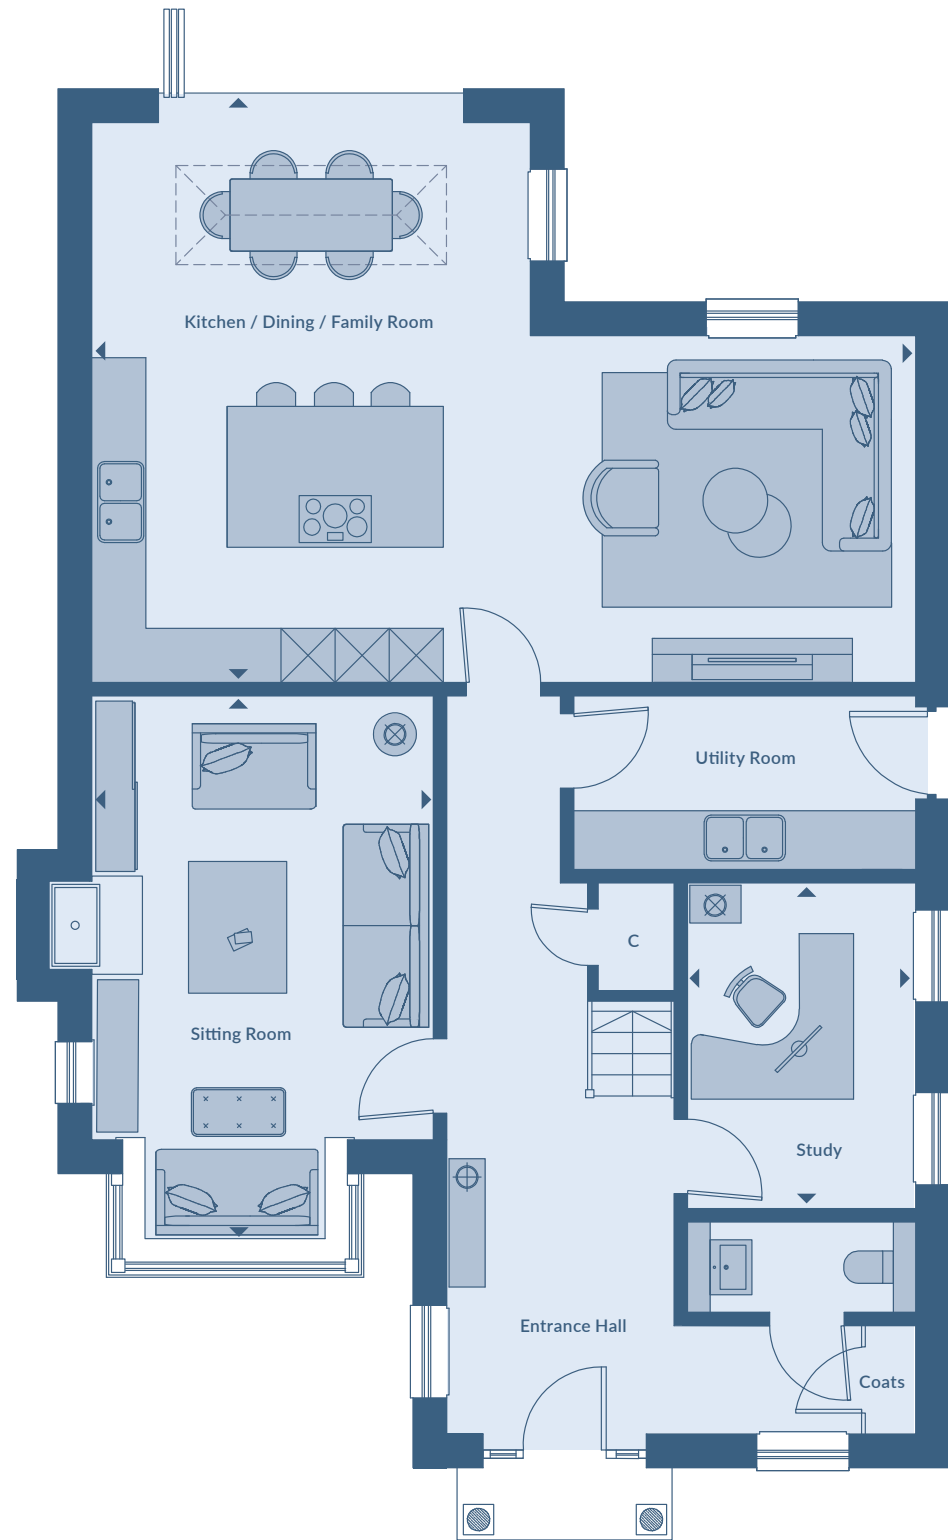 Kitchen / Dining / Family Room
Utility Room
C
Sitting Room
Study
Entrance Hall
Coats